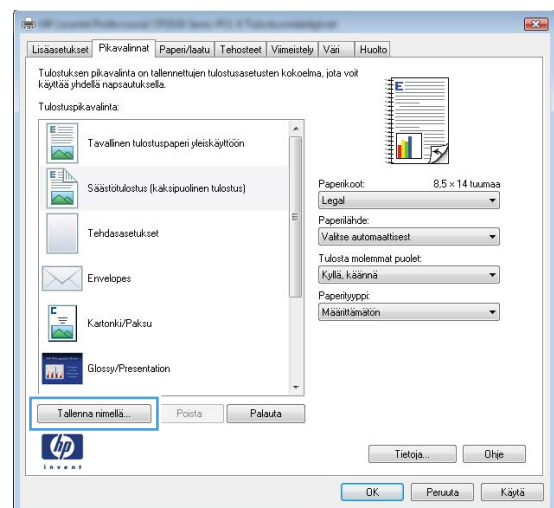 Lisäasetukset Pikavalinnat Paperi/laatu Tehosteet Viimeistely Väri Huolto
Tulostuksen pikavalinta on tallennettujen tulostusasetusten kokoelma, jota voit
käyttää yhdellä napsautuksella.
Tulostuspikavalinta:
Tavallinen tulostuspaperi yleiskäyttöön
Säästötulostus (kaksipuolinen tulostus)
Tehdasasetukset
Envelopes
Kartonki/Paksu
Glossy/Presentation
Tallenna nimellä... Poista Palauta
E
Paperikoot: 8,5 × 14 tuumaa
Legal
Paperilähde:
Valitse automaattisest
Tulosta molemmat puolet:
Kyllä, käännä
Paperityyppi:
Määrittämätön
hp
invent
Tietoja... Ohje
OK Peruuta Käytä